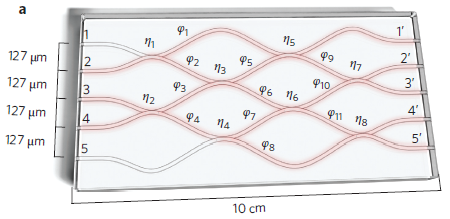 a
1 φ1 1'
η1 η5
127 μm 2 φ2 φ5 φ9 2'
η3 η7
127 μm 3 φ3 φ6 φ10 3'
η2 η6
127 μm 4 φ4 φ7 φ11 4'
η4 η8
127 μm 5 φ8 5'
10 cm